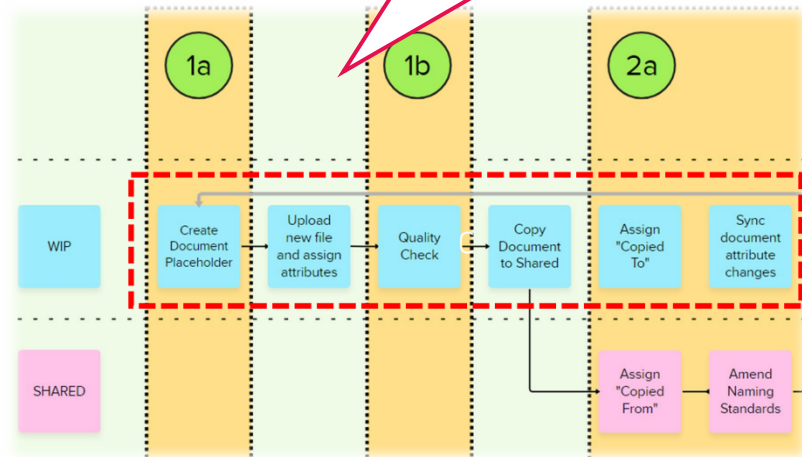 1a
1b
2a
WIP
Create
Document
Placeholder
Upload
new file
and assign
attributes
Quality
Check
Copy
Document
to Shared
Assign
"Copied
To"
Sync
document
attribute
changes
SHARED
Assign
"Copied
From"
Amend
Naming
Standards